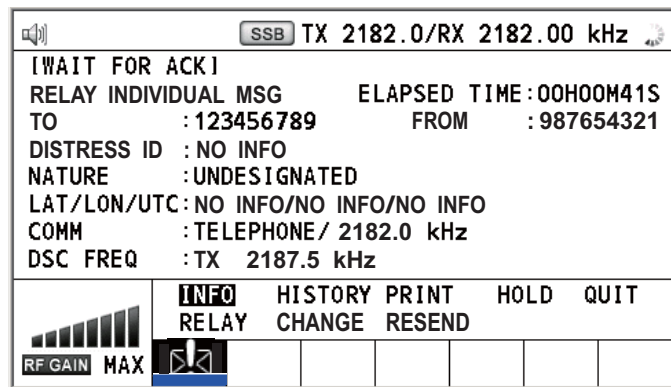 SSB TX 2182.0/RX 2182.00 kHz
[WAIT FOR ACK]
RELAY INDIVIDUAL MSG ELAPSED TIME:00H00M41S
TO :123456789 FROM :987654321
DISTRESS ID :NO INFO
NATURE :UNDESIGNATED
LAT/LON/UTC:NO INFO/NO INFO/NO INFO
COMM :TELEPHONE/ 2182.0 kHz
DSC FREQ :TX 2187.5 kHz
INFO HISTORY PRINT HOLD QUIT
RELAY CHANGE RESEND
RF GAIN MAX